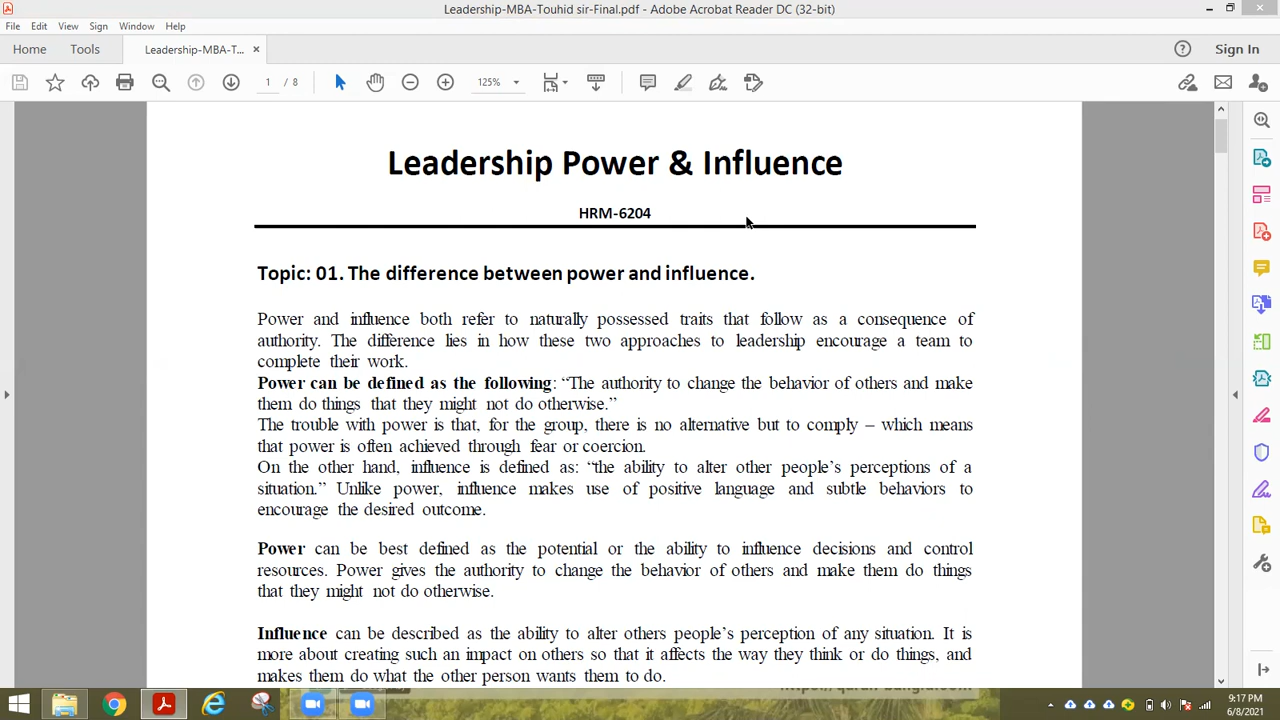 Leadership-MBA-Touhid sir-Final.pdf - Adobe Acrobat Reader DC (32-bit)
File Edit View Sign Window Help
Home Tools Leadership-MBA-T... × Sign In
1 / 8 125%
Leadership Power & Influence
HRM-6204
Topic: 01. The difference between power and influence.
Power and influence both refer to naturally possessed traits that follow as a consequence of
authority. The difference lies in how these two approaches to leadership encourage a team to
complete their work.
Power can be defined as the following: “The authority to change the behavior of others and make
them do things that they might not do otherwise.”
The trouble with power is that, for the group, there is no alternative but to comply – which means
that power is often achieved through fear or coercion.
On the other hand, influence is defined as: “the ability to alter other people’s perceptions of a
situation.” Unlike power, influence makes use of positive language and subtle behaviors to
encourage the desired outcome.
Power can be best defined as the potential or the ability to influence decisions and control
resources. Power gives the authority to change the behavior of others and make them do things
that they might not do otherwise.
Influence can be described as the ability to alter others people’s perception of any situation. It is
more about creating such an impact on others so that it affects the way they think or do things, and
makes them do what the other person wants them to do.
9:17 PM
6/8/2021